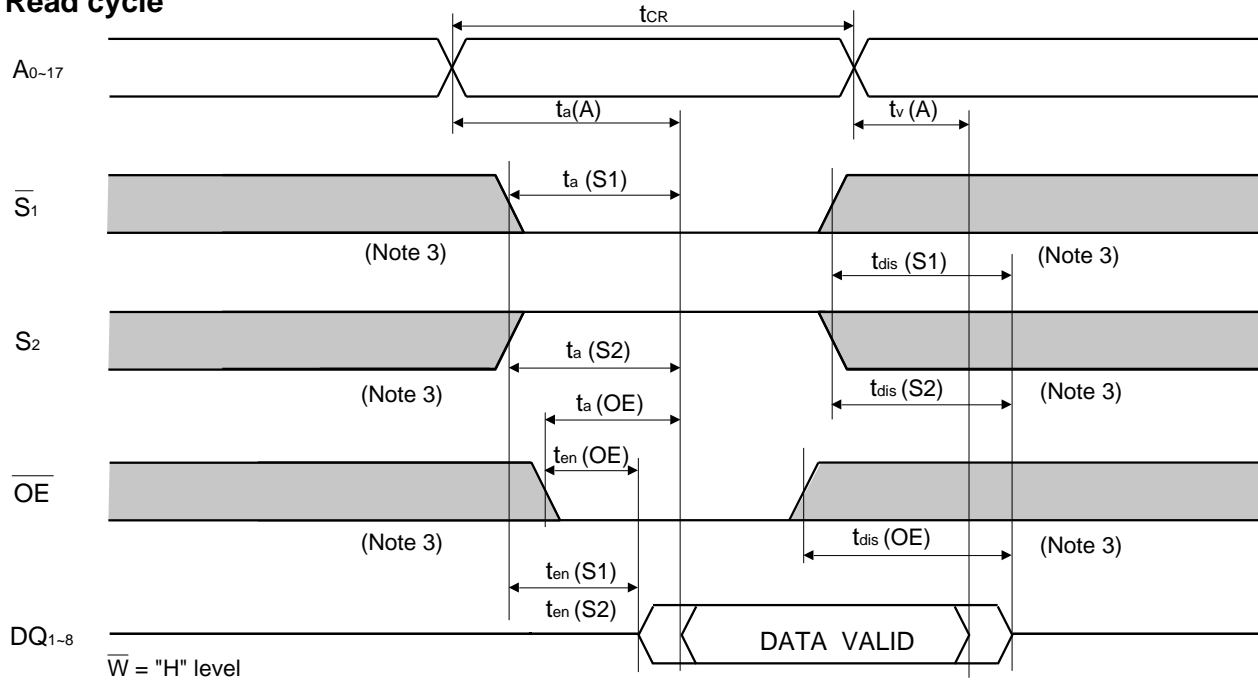 Read cycle
tCR
A0~17
ta(A)
tv (A)
S1
ta (S1)
(Note 3)
tdis (S1)
(Note 3)
S2
ta (S2)
(Note 3)
tdis (S2)
(Note 3)
ta (OE)
ten (OE)
OE
(Note 3)
tdis (OE)
(Note 3)
ten (S1)
ten (S2)
DQ1~8
DATA VALID
W = "H" level